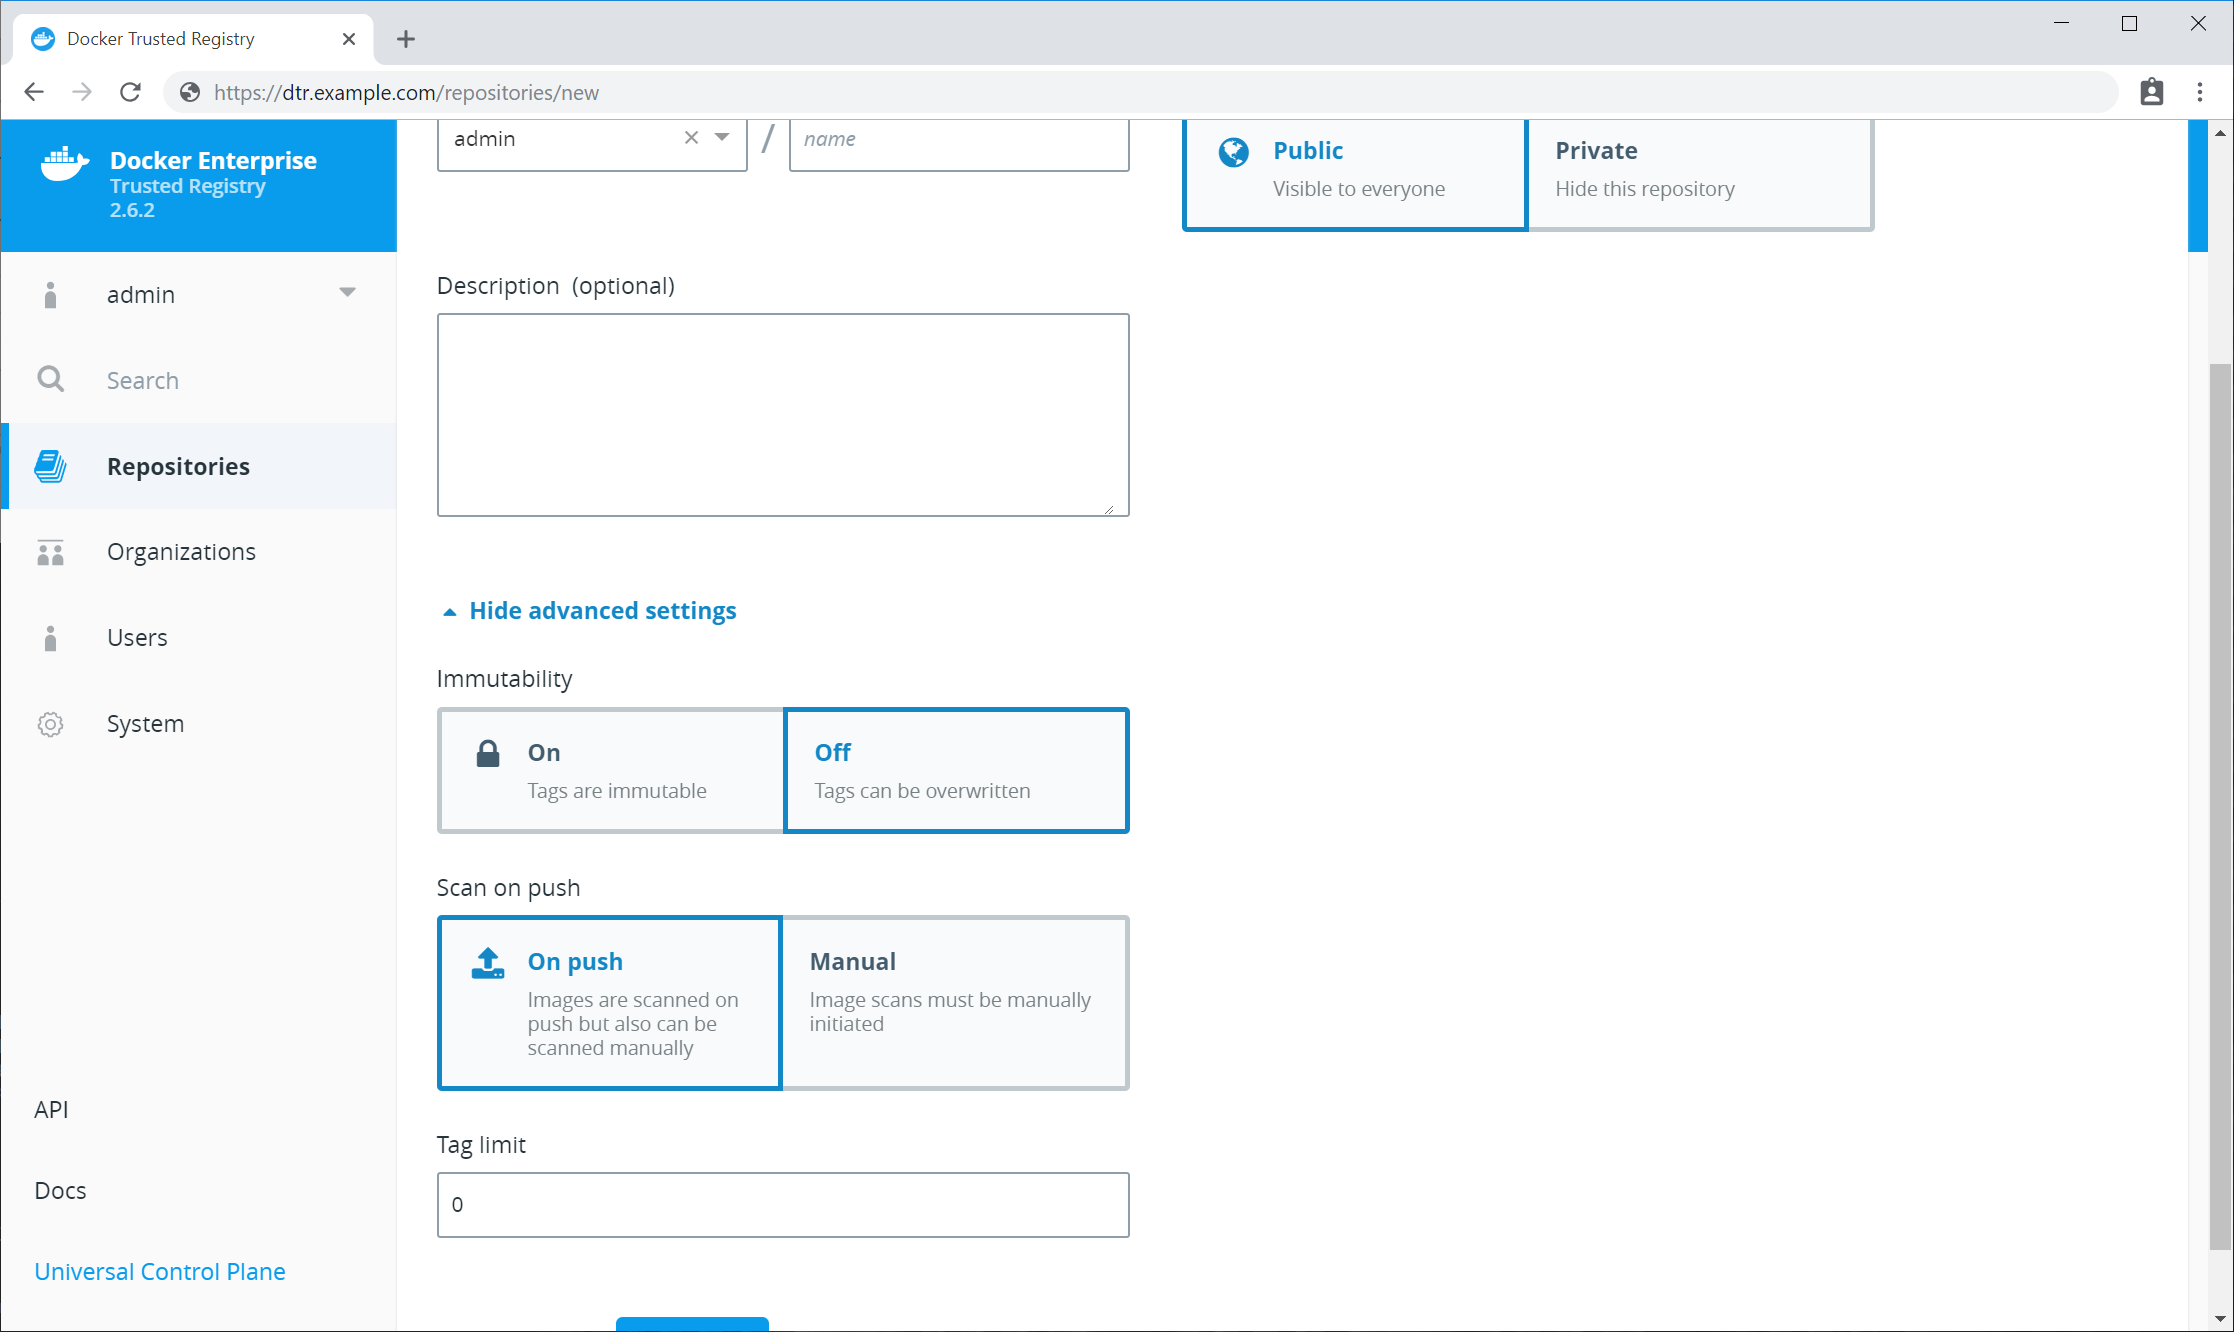 Docker Trusted Registry
https://dtr.example.com/repositories/new
Docker Enterprise
Trusted Registry
2.6.2
admin
Search
Repositories
Organizations
Users
System
API
Docs
Universal Control Plane
admin / name
Public
Visible to everyone
Private
Hide this repository
Description (optional)
Hide advanced settings
Immutability
On
Tags are immutable
Off
Tags can be overwritten
Scan on push
On push
Images are scanned on
push but also can be
scanned manually
Manual
Image scans must be manually
initiated
Tag limit
0